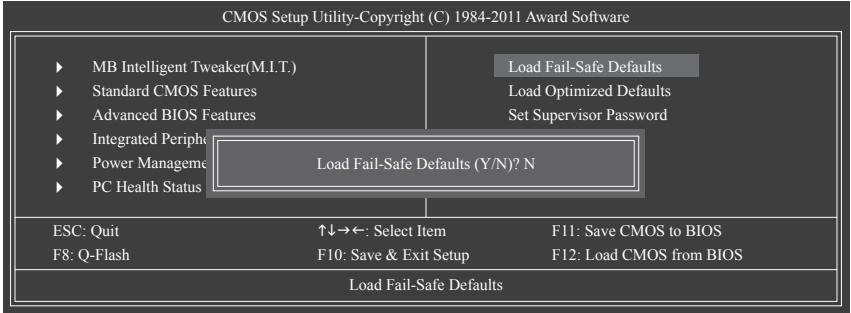 CMOS Setup Utility-Copyright (C) 1984-2011 Award Software
MB Intelligent Tweaker(M.I.T.)
Standard CMOS Features
Advanced BIOS Features
Integrated Periphe
Power Manageme
PC Health Status
Load Fail-Safe Defaults
Load Optimized Defaults
Set Supervisor Password
Load Fail-Safe Defaults (Y/N)? N
ESC: Quit ↑↓→←: Select Item F11: Save CMOS to BIOS
F8: Q-Flash F10: Save & Exit Setup F12: Load CMOS from BIOS
Load Fail-Safe Defaults